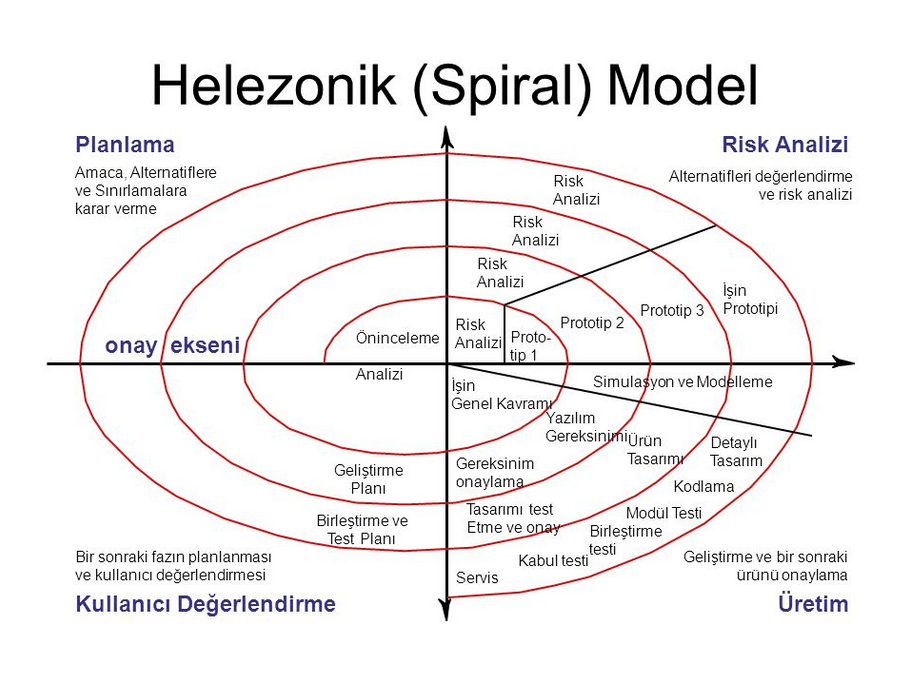 Helezonik (Spiral) Model
Planlama
Amaca, Alternatiflere
ve Sınırlamalara
karar verme
Risk Analizi
Alternatifleri değerlendirme
ve risk analizi
Risk
Analizi
Risk
Analizi
Risk
Analizi
Risk
Analizi
Proto-
tip 1
Prototip 2
Prototip 3
İşin
Prototipi
onay ekseni
Öninceleme
Analizi
İşin
Genel Kavramı
Simulasyon ve Modelleme
Yazılım
Gereksinimi
Ürün
Tasarımı
Detaylı
Tasarım
Geliştirme
Planı
Gereksinim
onaylama
Kodlama
Birleştirme ve
Test Planı
Tasarımı test
Etme ve onay
Modül Testi
Birleştirme
testi
Kabul testi
Servis
Bir sonraki fazın planlanması
ve kullanıcı değerlendirmesi
Kullanıcı Değerlendirme
Geliştirme ve bir sonraki
ürünü onaylama
Üretim